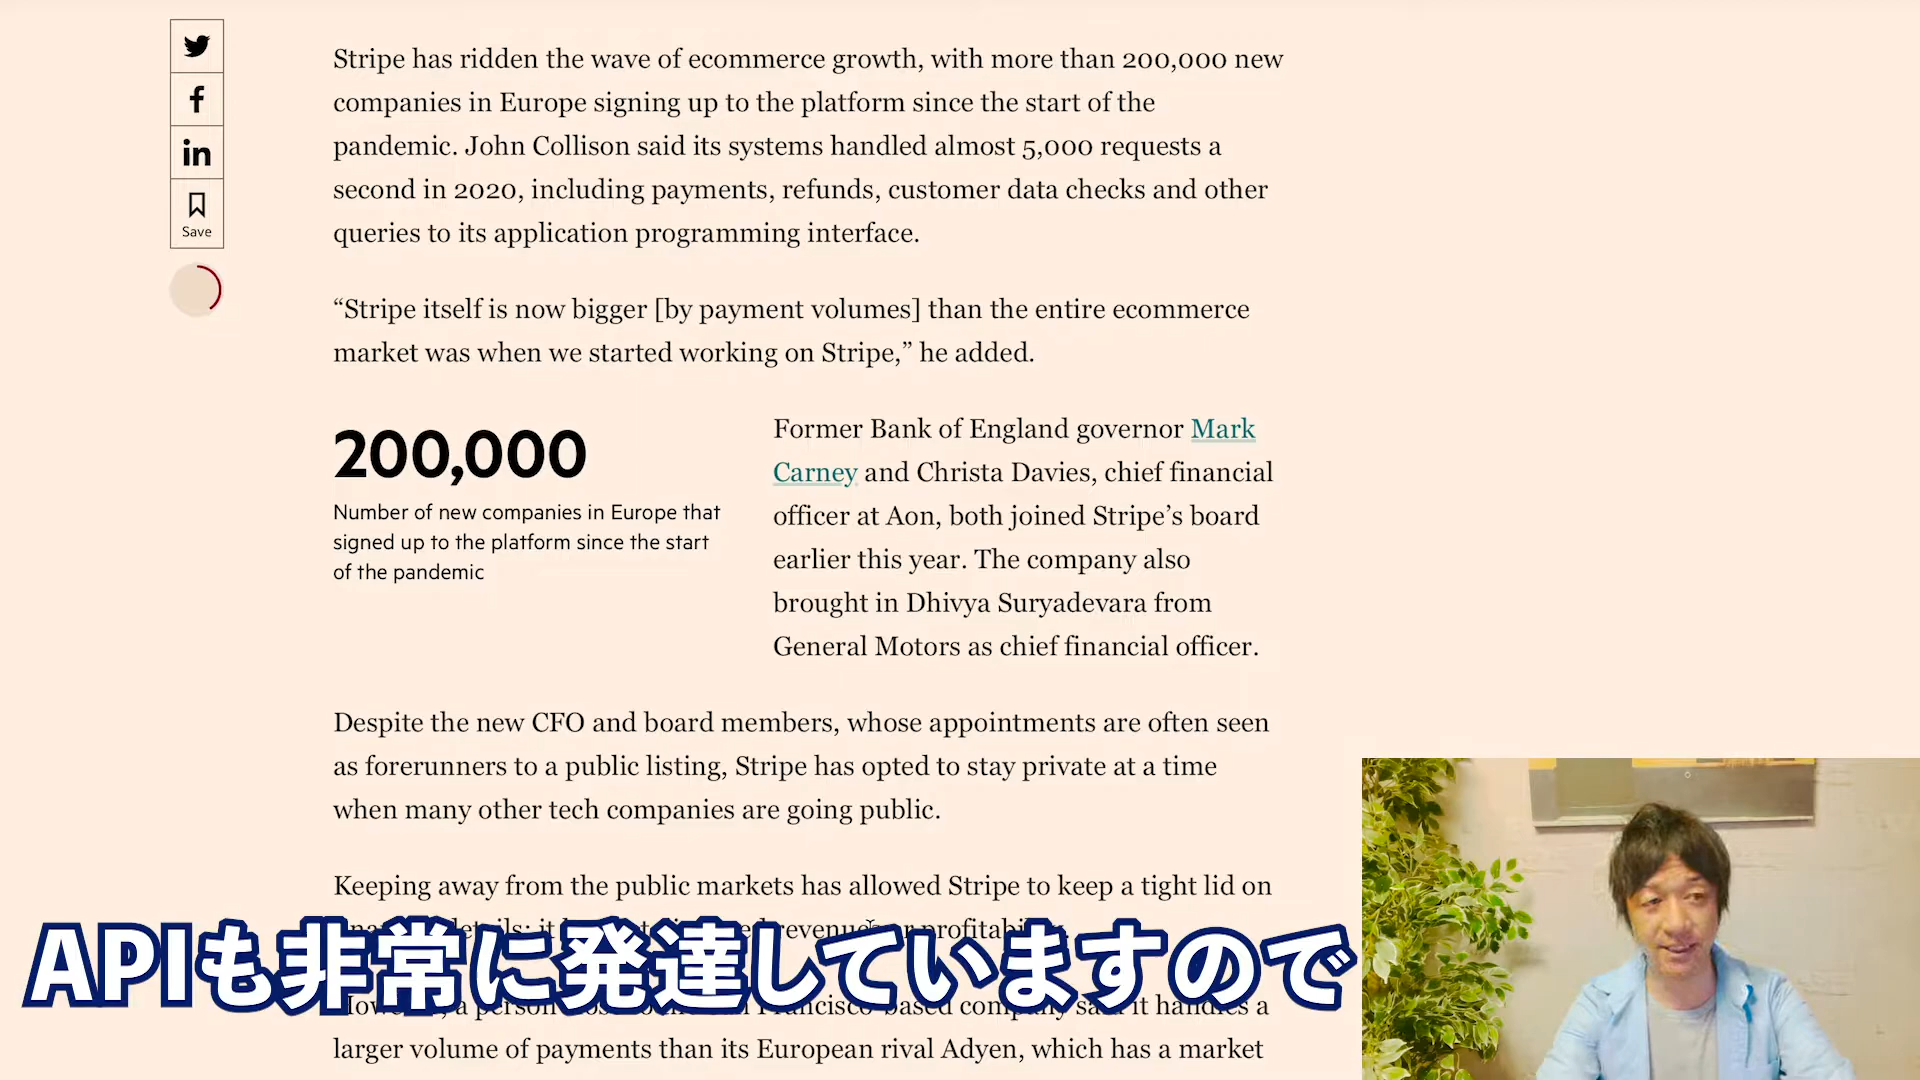 Stripe has ridden the wave of ecommerce growth, with more than 200,000 new
companies in Europe signing up to the platform since the start of the
pandemic. John Collison said its systems handled almost 5,000 requests a
second in 2020, including payments, refunds, customer data checks and other
queries to its application programming interface.
“Stripe itself is now bigger [by payment volumes] than the entire ecommerce
market was when we started working on Stripe,” he added.
200,000
Number of new companies in Europe that
signed up to the platform since the start
of the pandemic
Former Bank of England governor Mark
Carney and Christa Davies, chief financial
officer at Aon, both joined Stripe’s board
earlier this year. The company also
brought in Dhivya Suryadevara from
General Motors as chief financial officer.
Despite the new CFO and board members, whose appointments are often seen
as forerunners to a public listing, Stripe has opted to stay private at a time
when many other tech companies are going public.
Keeping away from the public markets has allowed Stripe to keep a tight lid on
revenue or profitability.
a person Francisco-based company said it handles a
larger volume of payments than its European rival Adyen, which has a market
Save
APIも非常に発達していますので